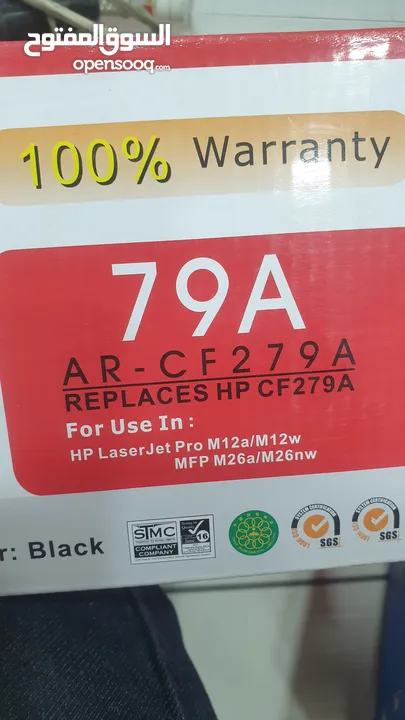 السوق المفتوح
opensooq.com
100% Warranty
79A
AR-CF279A
REPLACES HP CF279A
For Use In :
HP LaserJet Pro M12a/M12w
MFP M26a/M26nw
r: Black
STMC
COMPLIANT
COMPANY
16
SGS
SGS